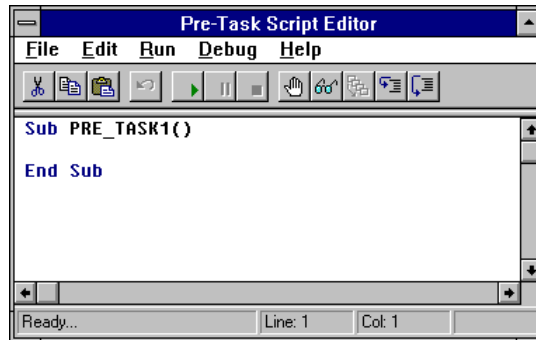 Pre-Task Script Editor
File Edit Run Debug Help
Sub PRE_TASK1()
End Sub
Ready... Line: 1 Col: 1